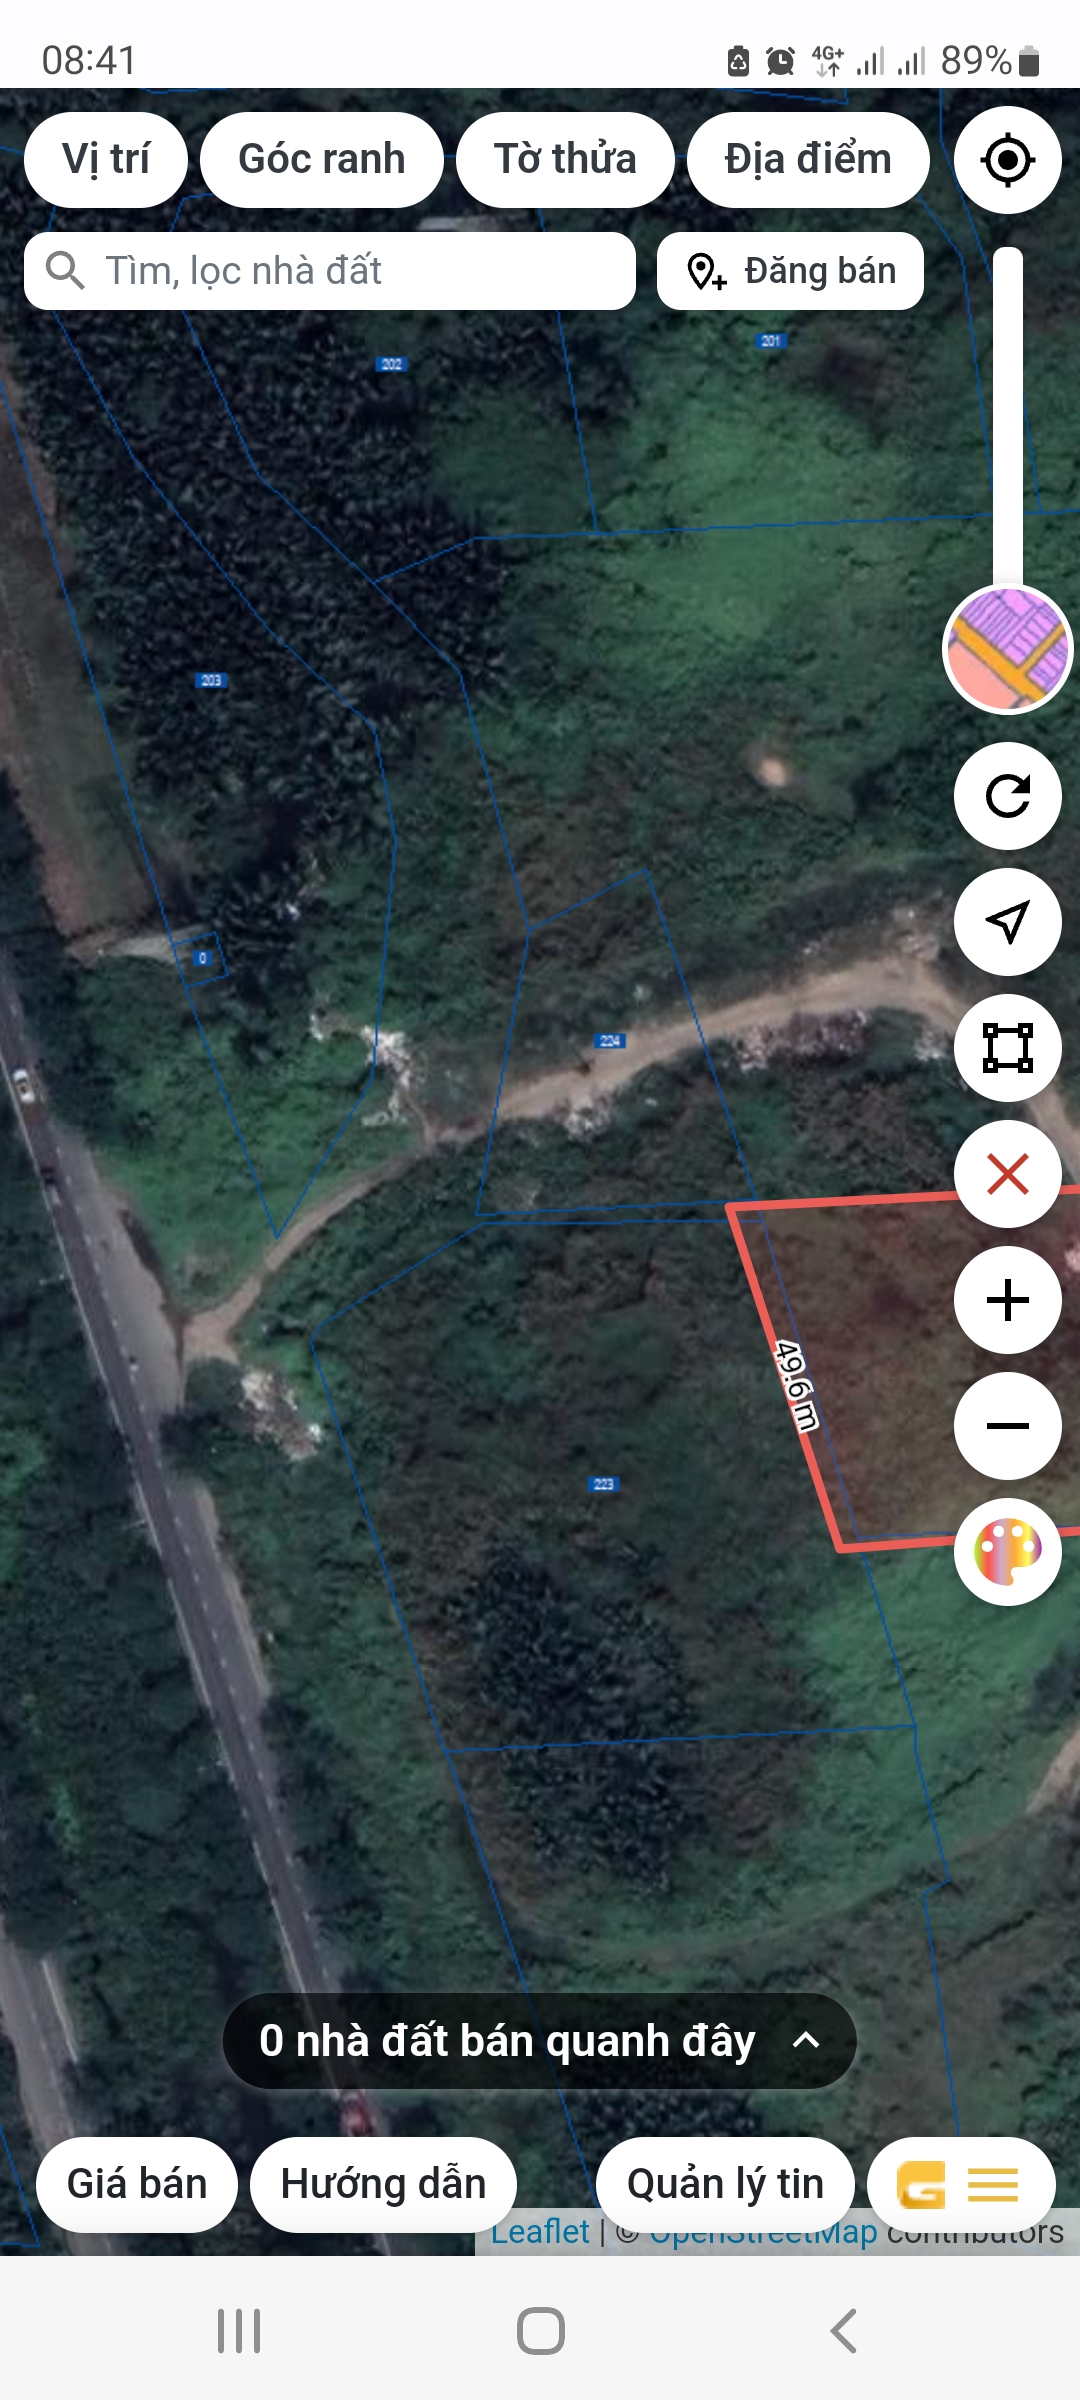 08:41
4G+
89%
Vị trí
Góc ranh
Tờ thửa
Địa điểm
Tìm, lọc nhà đất
Đăng bán
201
202
203
0
224
49.6 m
223
0 nhà đất bán quanh đây
Giá bán
Hướng dẫn
Quản lý tin
Leaflet | © OpenStreetMap contributors